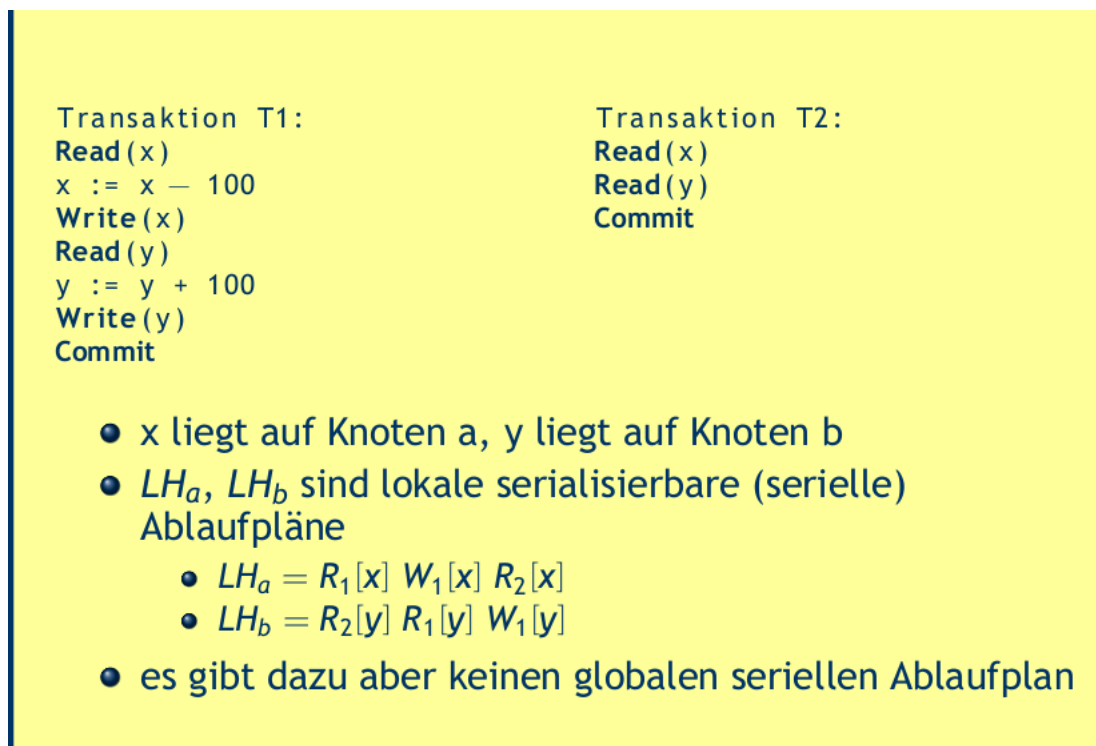 Transaktion T1:
Read(x)
x := x − 100
Write(x)
Read(y)
y := y + 100
Write(y)
Commit
Transaktion T2:
Read(x)
Read(y)
Commit
x liegt auf Knoten a, y liegt auf Knoten b
LHa, LHb sind lokale serialisierbare (serielle)
Ablaufpläne
LHa = R1[x] W1[x] R2[x]
LHb = R2[y] R1[y] W1[y]
es gibt dazu aber keinen globalen seriellen Ablaufplan